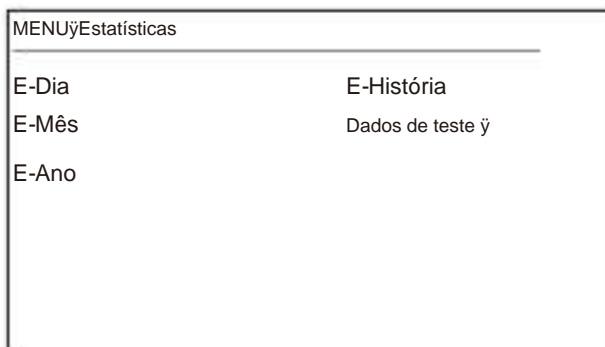 MENUÿEstatísticas
E-Dia
E-História
E-Mês
Dados de teste ÿ
E-Ano